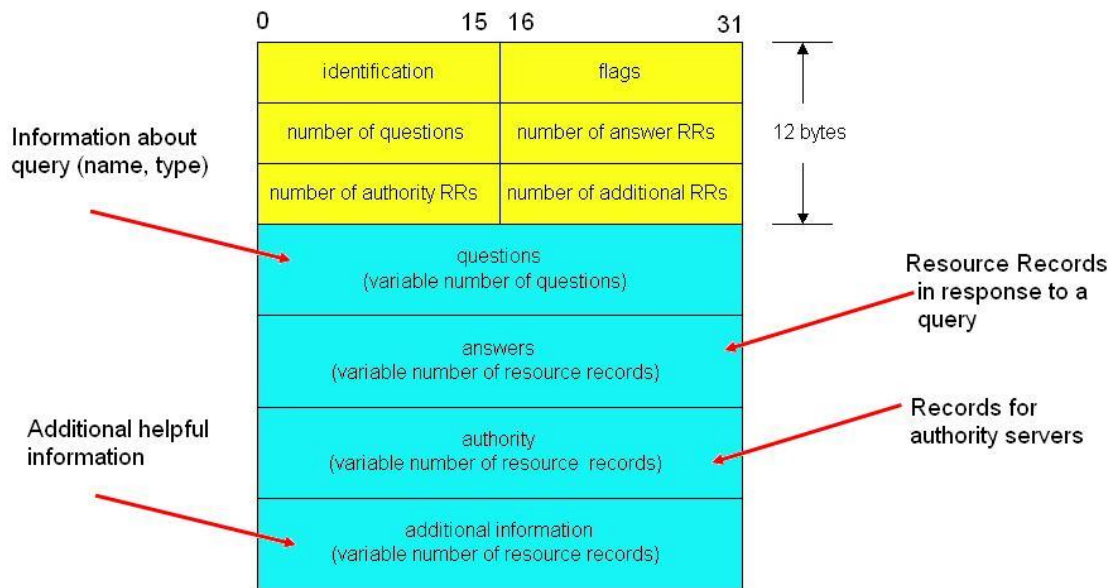 0 15 16 31
identification flags
number of questions number of answer RRs
12 bytes
number of authority RRs number of additional RRs
Information about
query (name, type)
questions
(variable number of questions)
Resource Records
in response to a
query
answers
(variable number of resource records)
Records for
authority servers
authority
(variable number of resource records)
Additional helpful
information
additional information
(variable number of resource records)